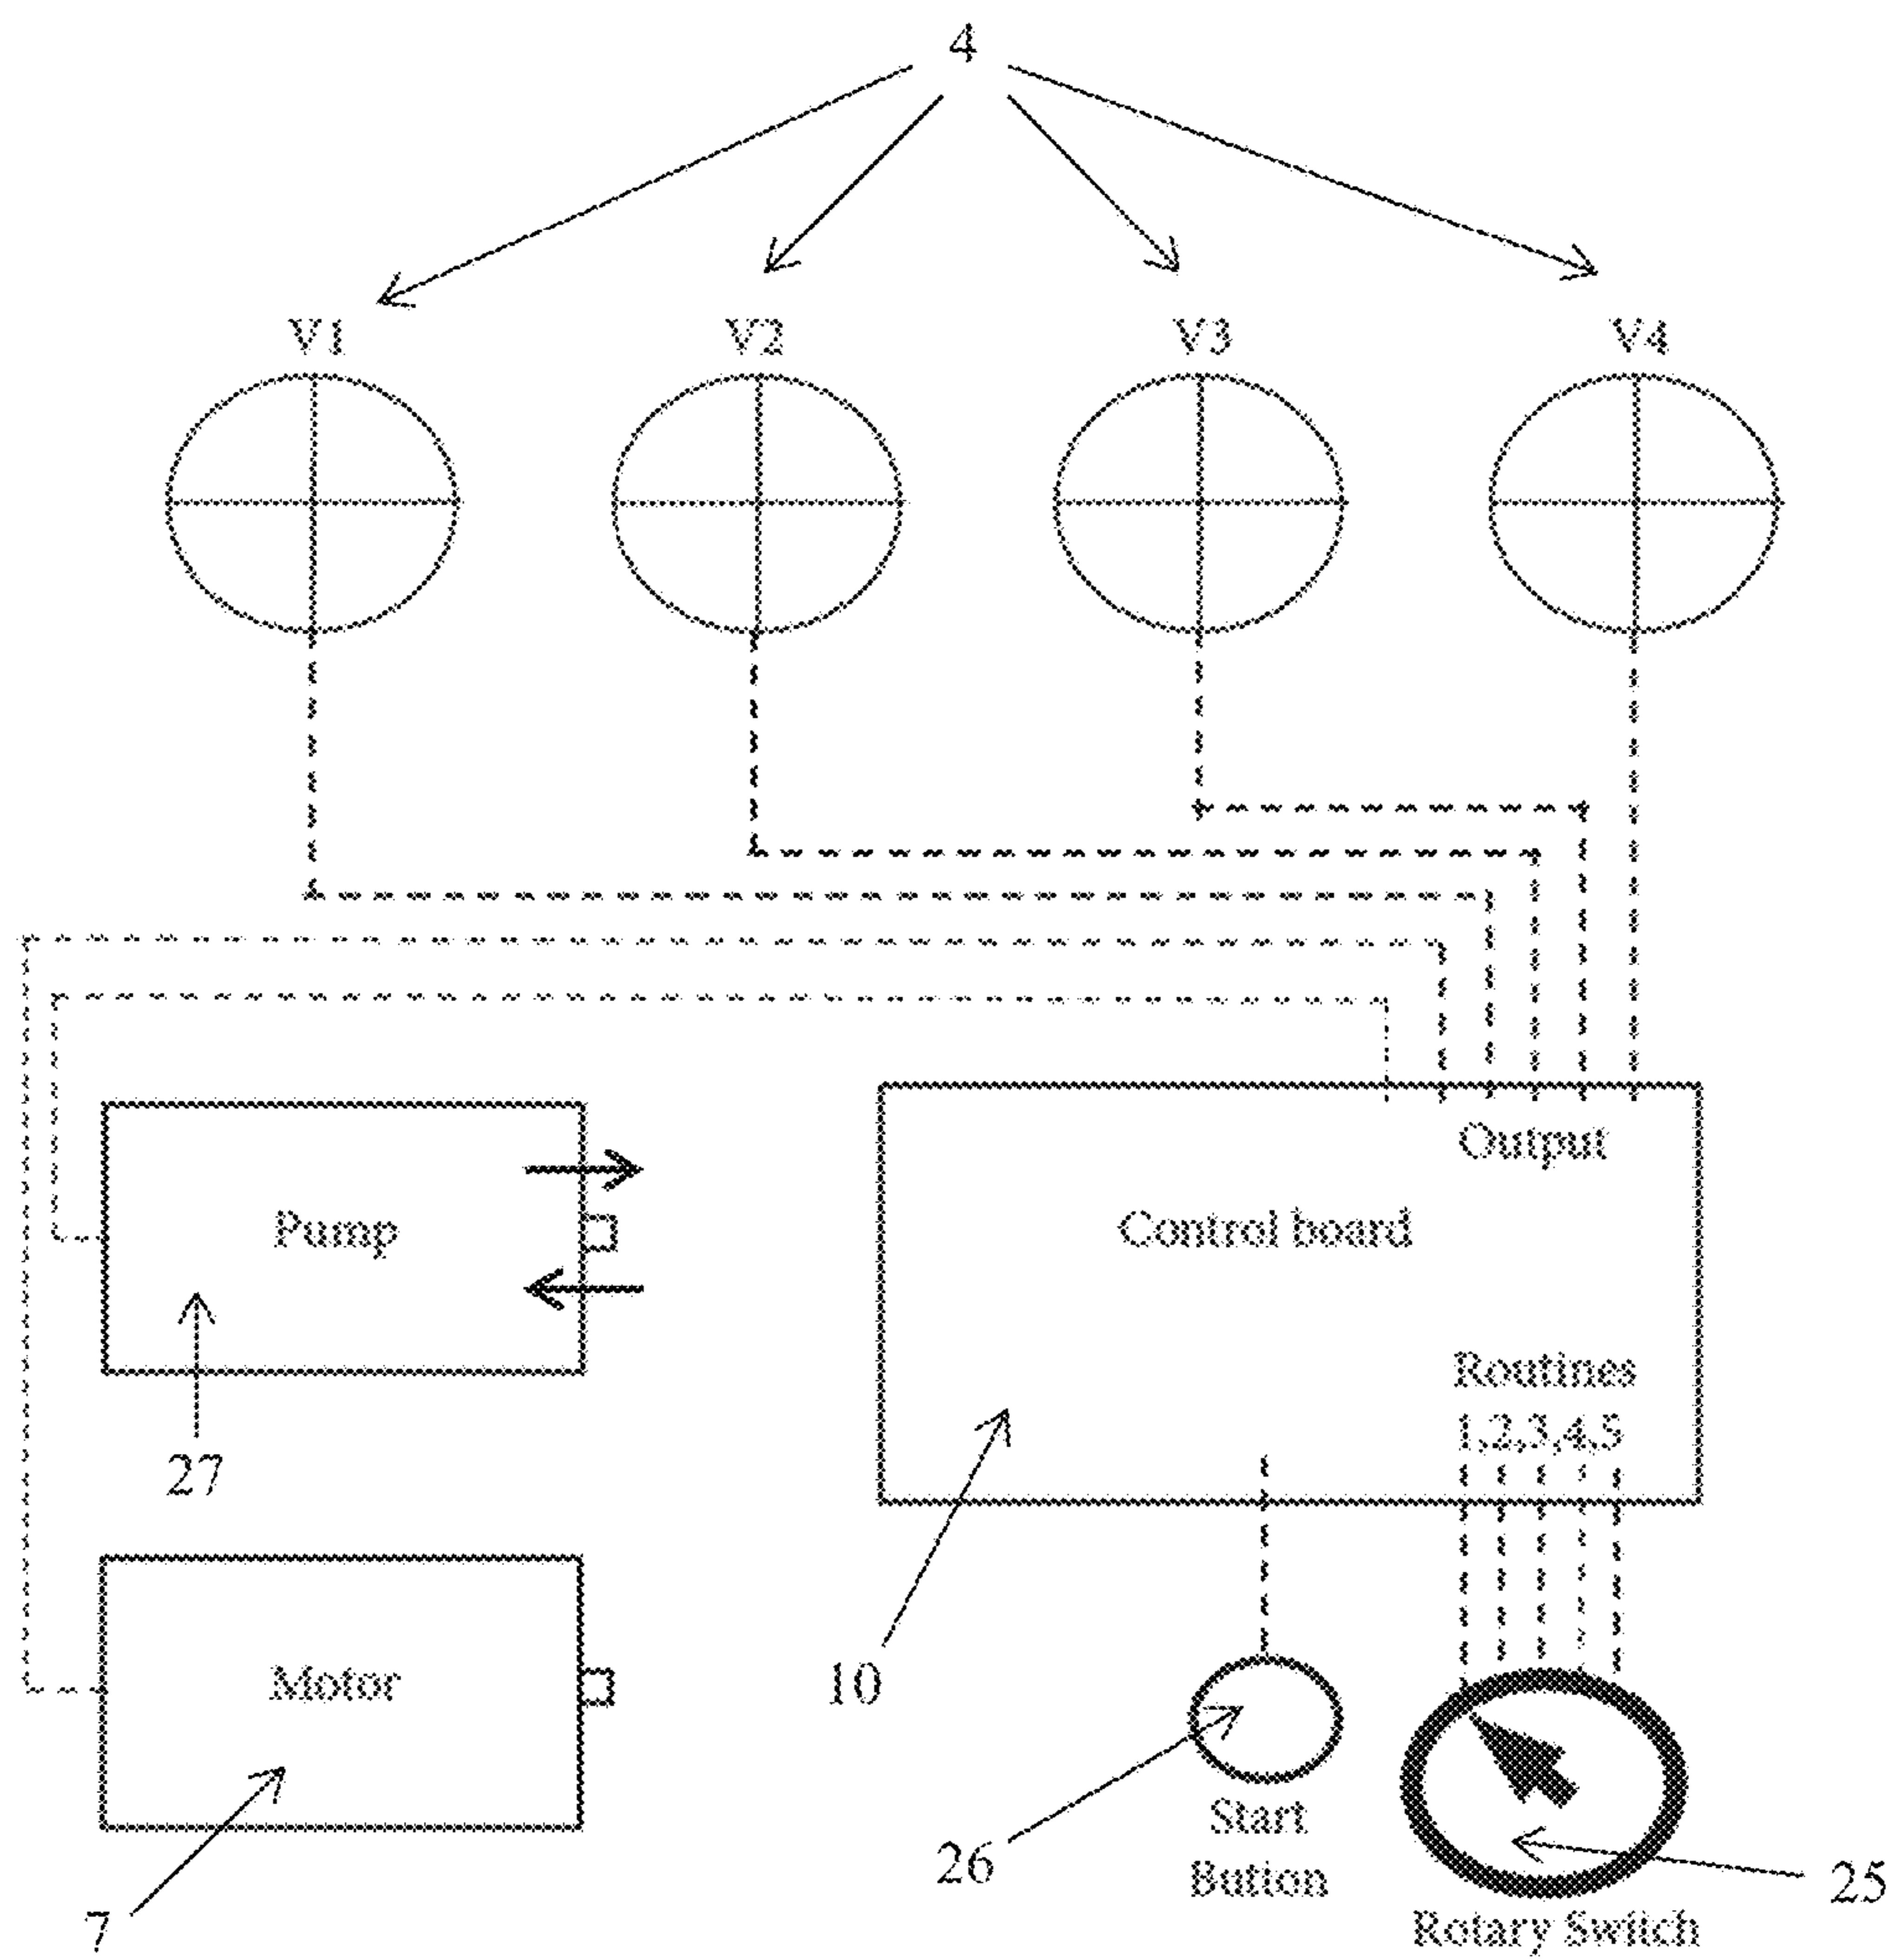 4
V1 V2 V3 V4
Output
Pump
Control board
Routines
1,2,3,4,5
27
Motor
10
Start
Button
26
25
7
Rotary Switch